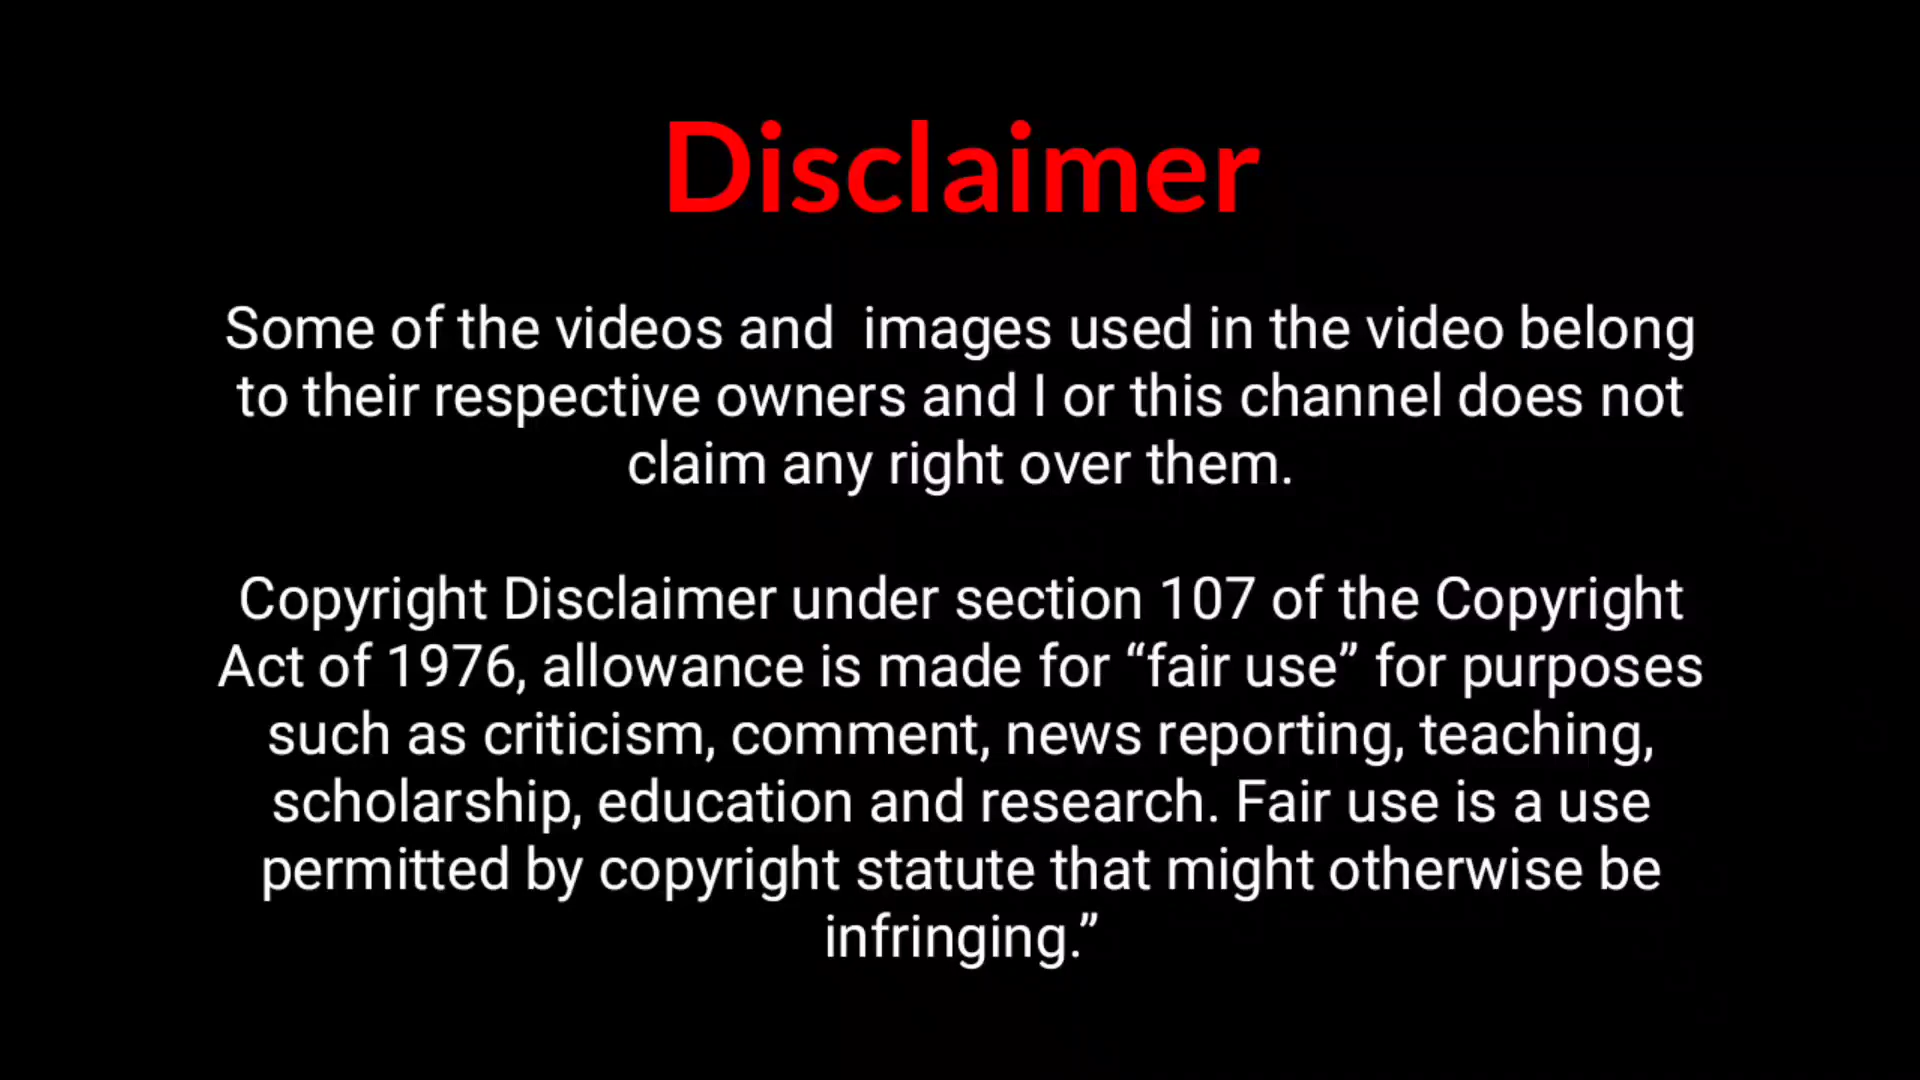 Disclaimer
Some of the videos and  images used in the video belong
to their respective owners and I or this channel does not
claim any right over them.
Copyright Disclaimer under section 107 of the Copyright
Act of 1976, allowance is made for “fair use” for purposes
such as criticism, comment, news reporting, teaching,
scholarship, education and research. Fair use is a use
permitted by copyright statute that might otherwise be
infringing.”